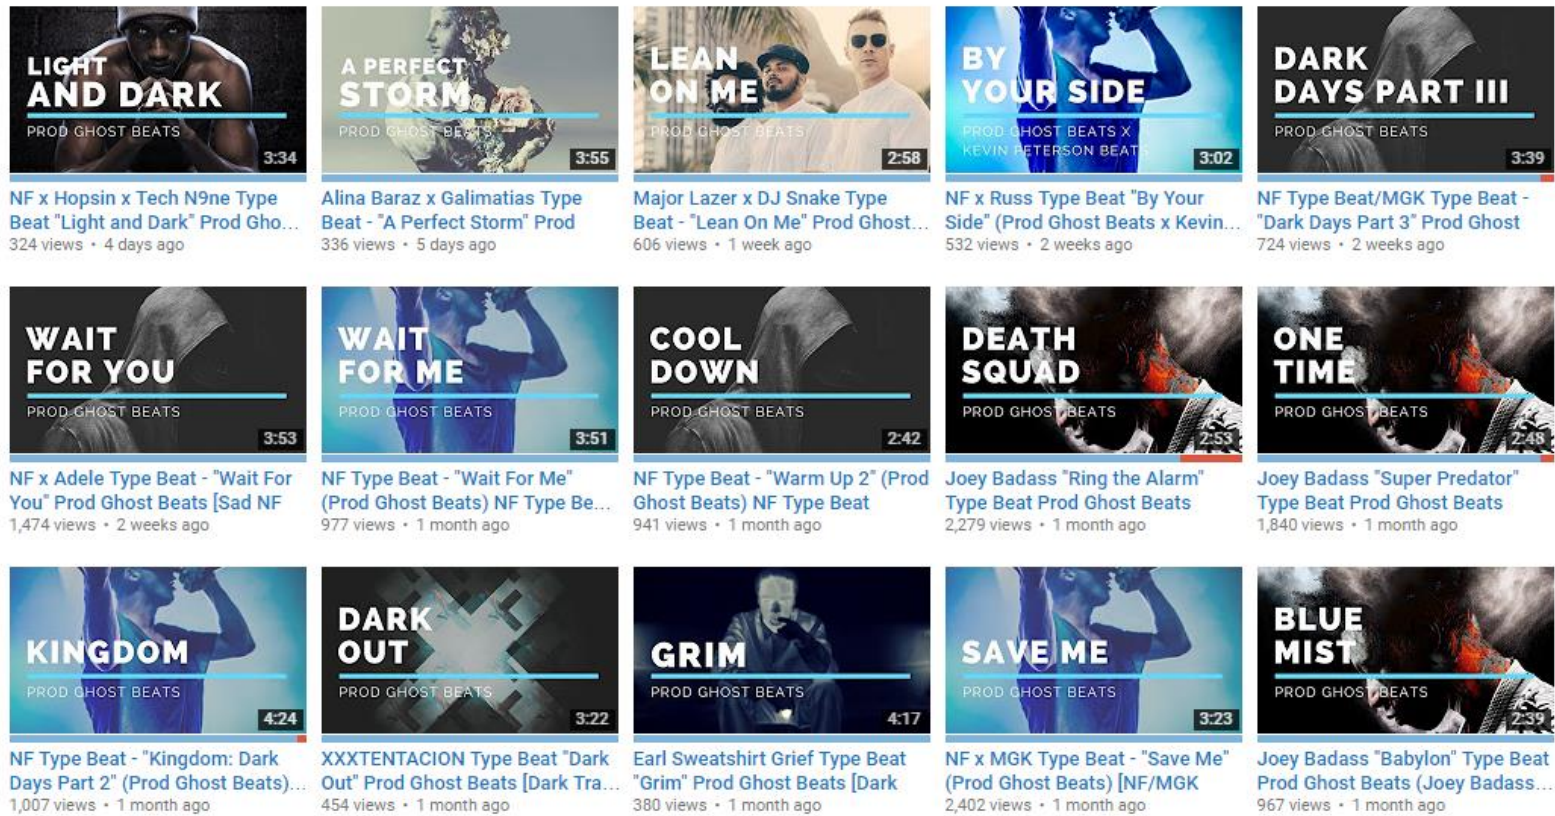 LIGHT
AND DARK
PROD GHOST BEATS
3:34
NF x Hopsin x Tech N9ne Type
Beat "Light and Dark" Prod Gho...
324 views • 4 days ago
A PERFECT
STORM
PROD GHOST BEATS
3:55
Alina Baraz x Galimatias Type
Beat - "A Perfect Storm" Prod
336 views • 5 days ago
LEAN
ON ME
PROD GHOST BEATS
2:58
Major Lazer x DJ Snake Type
Beat - "Lean On Me" Prod Ghost...
606 views • 1 week ago
BY
YOUR SIDE
PROD GHOST BEATS X
KEVIN PETERSON BEATS
3:02
NF x Russ Type Beat "By Your
Side" (Prod Ghost Beats x Kevin...
532 views • 2 weeks ago
DARK
DAYS PART III
PROD GHOST BEATS
3:39
NF Type Beat/MGK Type Beat -
"Dark Days Part 3" Prod Ghost
724 views • 2 weeks ago
WAIT
FOR YOU
PROD GHOST BEATS
3:53
NF x Adele Type Beat - "Wait For
You" Prod Ghost Beats [Sad NF
1,474 views • 2 weeks ago
WAIT
FOR ME
PROD GHOST BEATS
3:51
NF Type Beat - "Wait For Me"
(Prod Ghost Beats) NF Type Be...
977 views • 1 month ago
COOL
DOWN
PROD GHOST BEATS
2:42
NF Type Beat - "Warm Up 2" (Prod
Ghost Beats) NF Type Beat
941 views • 1 month ago
DEATH
SQUAD
PROD GHOST BEATS
2:53
Joey Badass "Ring the Alarm"
Type Beat Prod Ghost Beats
2,279 views • 1 month ago
ONE
TIME
PROD GHOST BEATS
2:48
Joey Badass "Super Predator"
Type Beat Prod Ghost Beats
1,840 views • 1 month ago
KINGDOM
PROD GHOST BEATS
4:24
NF Type Beat - "Kingdom: Dark
Days Part 2" (Prod Ghost Beats)...
1,007 views • 1 month ago
DARK
OUT
PROD GHOST BEATS
3:22
XXXTENTACION Type Beat "Dark
Out" Prod Ghost Beats [Dark Tra...
454 views • 1 month ago
GRIM
PROD GHOST BEATS
4:17
Earl Sweatshirt Grief Type Beat
"Grim" Prod Ghost Beats [Dark
380 views • 1 month ago
SAVE ME
PROD GHOST BEATS
3:23
NF x MGK Type Beat - "Save Me"
(Prod Ghost Beats) [NF/MGK
2,402 views • 1 month ago
BLUE
MIST
PROD GHOST BEATS
2:39
Joey Badass "Babylon" Type Beat
Prod Ghost Beats (Joey Badass...
967 views • 1 month ago